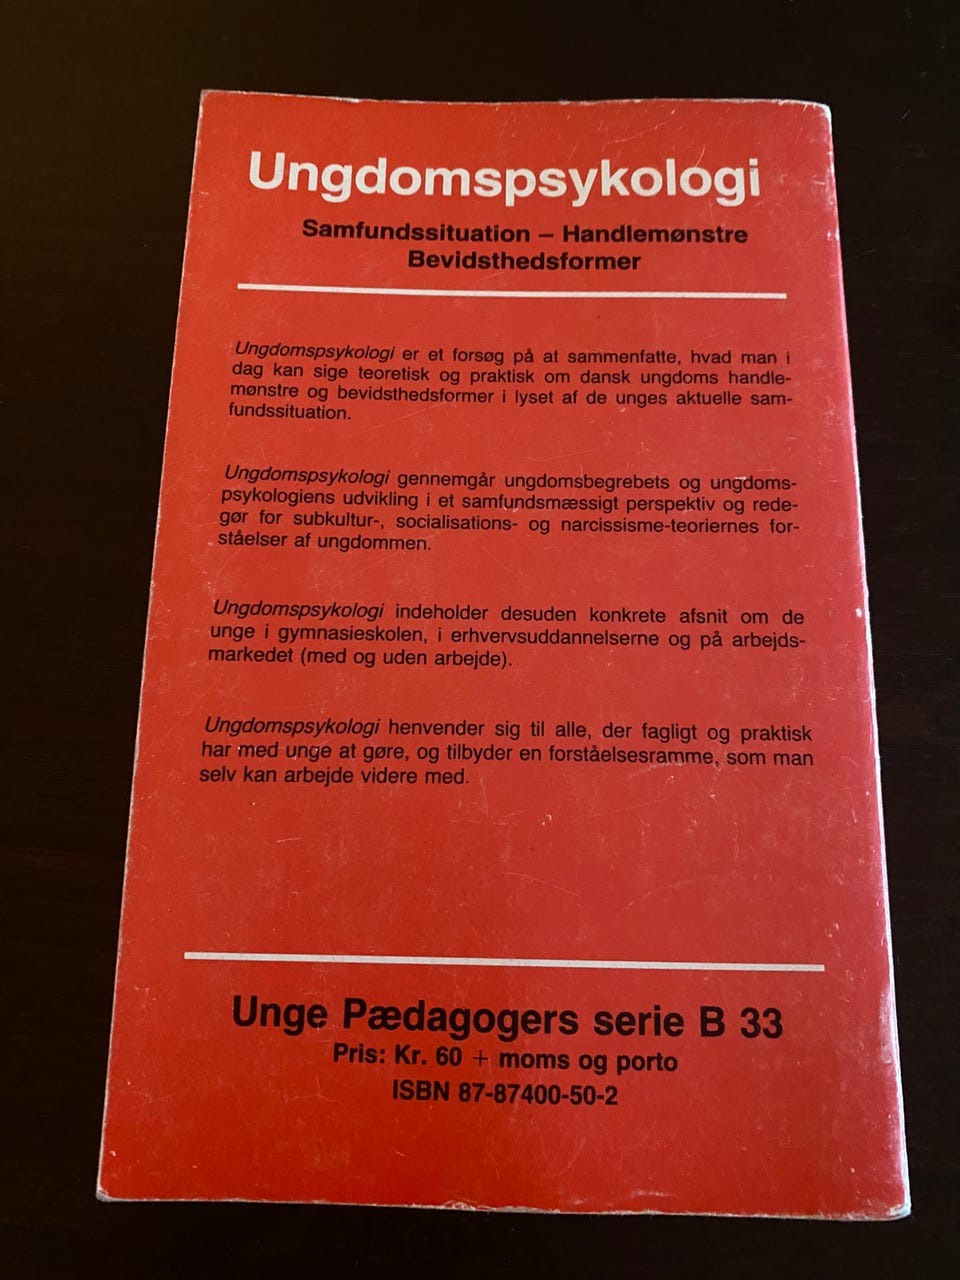 Ungdomspsykologi
Samfundssituation – Handlemønstre
Bevidsthedsformer
Ungdomspsykologi er et forsøg på at sammenfatte, hvad man i
dag kan sige teoretisk og praktisk om dansk ungdoms handle-
mønstre og bevidsthedsformer i lyset af de unges aktuelle sam-
fundssituation.
Ungdomspsykologi gennemgår ungdomsbegrebets og ungdoms-
psykologiens udvikling i et samfundsmæssigt perspektiv og rede-
gør for subkultur-, socialisations- og narcissisme-teoriernes for-
ståelser af ungdommen.
Ungdomspsykologi indeholder desuden konkrete afsnit om de
unge i gymnasieskolen, i erhvervsuddannelserne og på arbejds-
markedet (med og uden arbejde).
Ungdomspsykologi henvender sig til alle, der fagligt og praktisk
har med unge at gøre, og tilbyder en forståelsesramme, som man
selv kan arbejde videre med.
Unge Pædagogers serie B 33
Pris: Kr. 60 + moms og porto
ISBN 87-87400-50-2